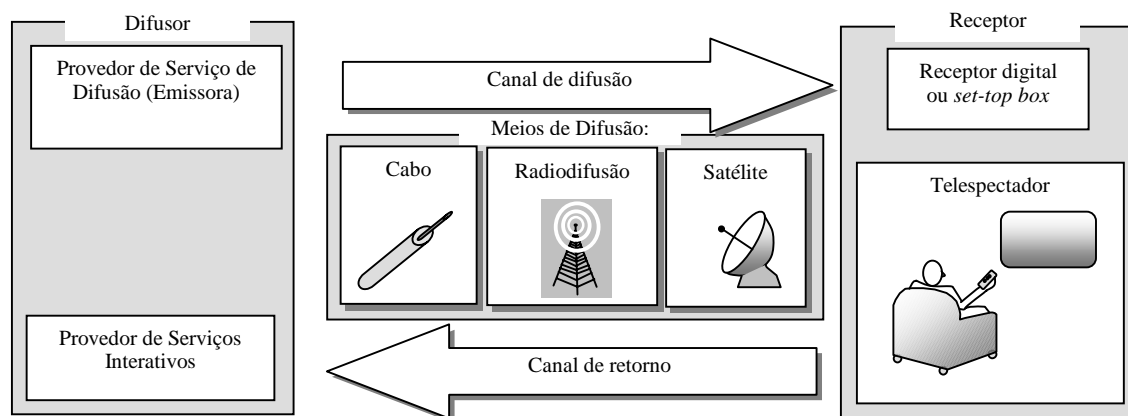 Difusor
Provedor de Serviço de
Difusão (Emissora)
Provedor de Serviços
Interativos
Canal de difusão
Meios de Difusão:
Cabo
Radiodifusão
Satélite
Canal de retorno
Receptor
Receptor digital
ou set-top box
Telespectador